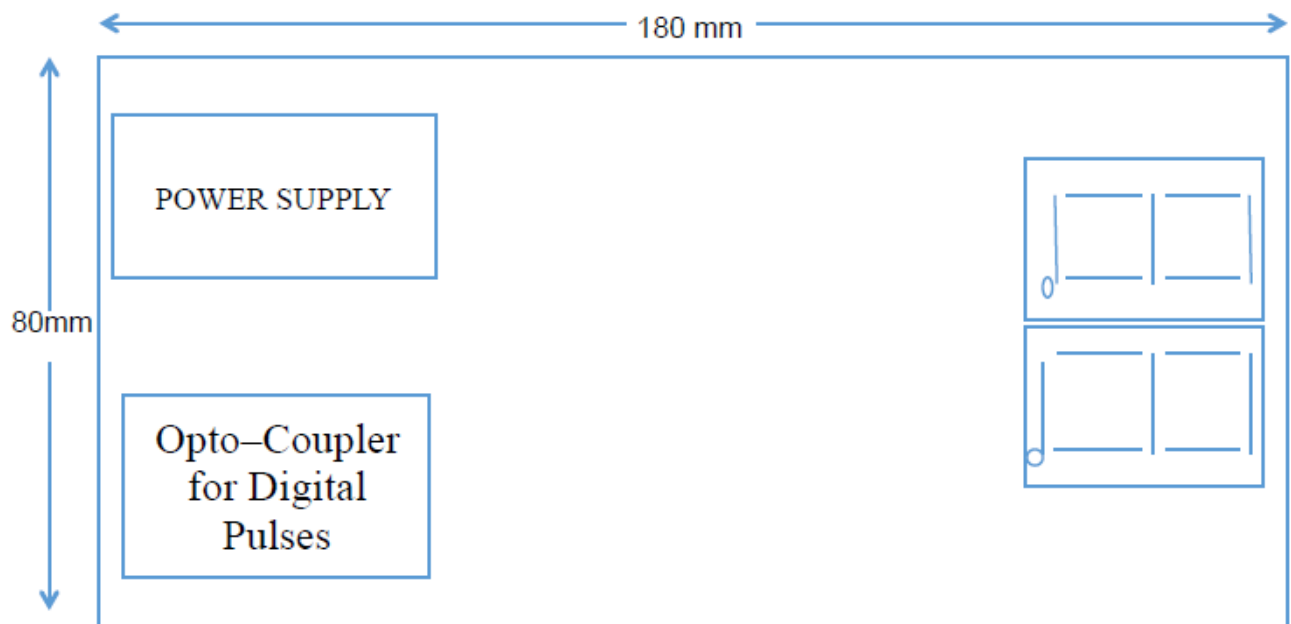 180 mm
POWER SUPPLY
80mm
Opto–Coupler
for Digital
Pulses